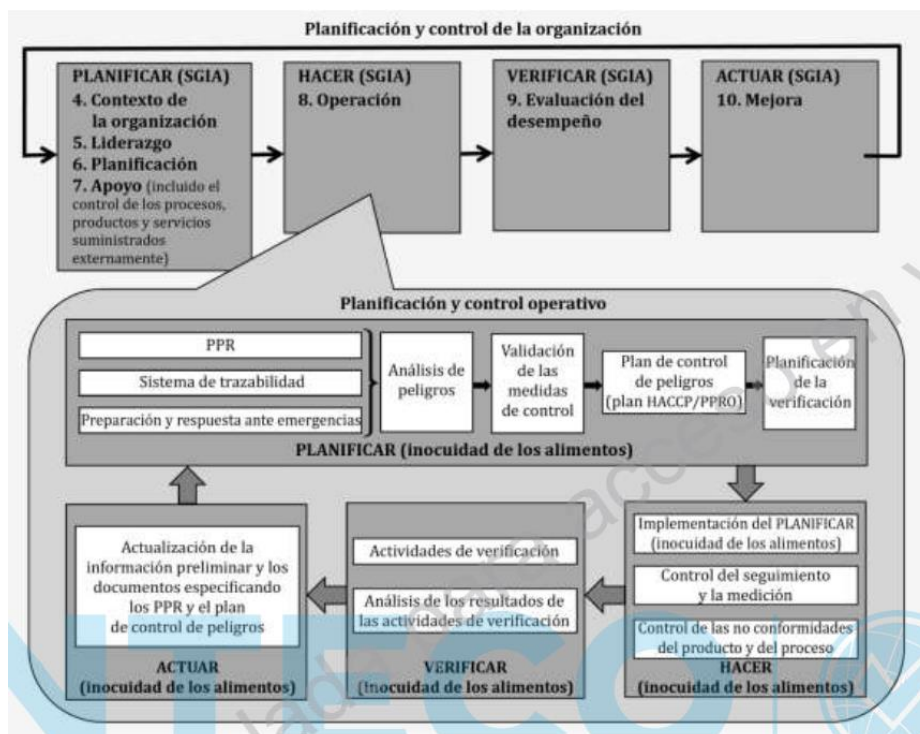 Planificación y control de la organización
PLANIFICAR (SGIA)
4. Contexto de
la organización
5. Liderazgo
6. Planificación
7. Apoyo (incluido el
control de los procesos,
productos y servicios
suministrados
externamente)
HACER (SGIA)
8. Operación
VERIFICAR (SGIA)
9. Evaluación del
desempeño
ACTUAR (SGIA)
10. Mejora
Planificación y control operativo
PPR
Sistema de trazabilidad
Preparación y respuesta ante emergencias
Análisis de
peligros
Validación
de las
medidas
de control
Plan de control
de peligros
(plan HACCP/PPRO)
Planificación
de la
verificación
PLANIFICAR (inocuidad de los alimentos)
Actualización de la
información preliminar y los
documentos especificando
los PPR y el plan
de control de peligros
ACTUAR
(inocuidad de los alimentos)
Actividades de verificación
Análisis de los resultados de
las actividades de verificación
VERIFICAR
(inocuidad de los alimentos)
Implementación del PLANIFICAR
(inocuidad de los alimentos)
Control del seguimiento
y la medición
Control de las no conformidades
del producto y del proceso
HACER
(inocuidad de los alimentos)
para acceso en
NTECO